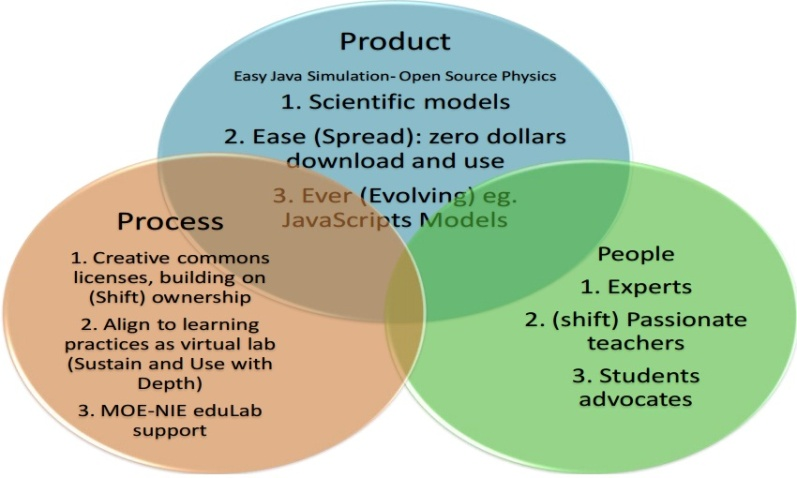 Product
Easy Java Simulation- Open Source Physics
1. Scientific models
2. Ease (Spread): zero dollars
download and use
3. Ever (Evolving) eg.
JavaScripts Models
Process
1. Creative commons
licenses, building on
(Shift) ownership
2. Align to learning
practices as virtual lab
(Sustain and Use with
Depth)
3. MOE-NIE eduLab
support
People
1. Experts
2. (shift) Passionate
teachers
3. Students
advocates